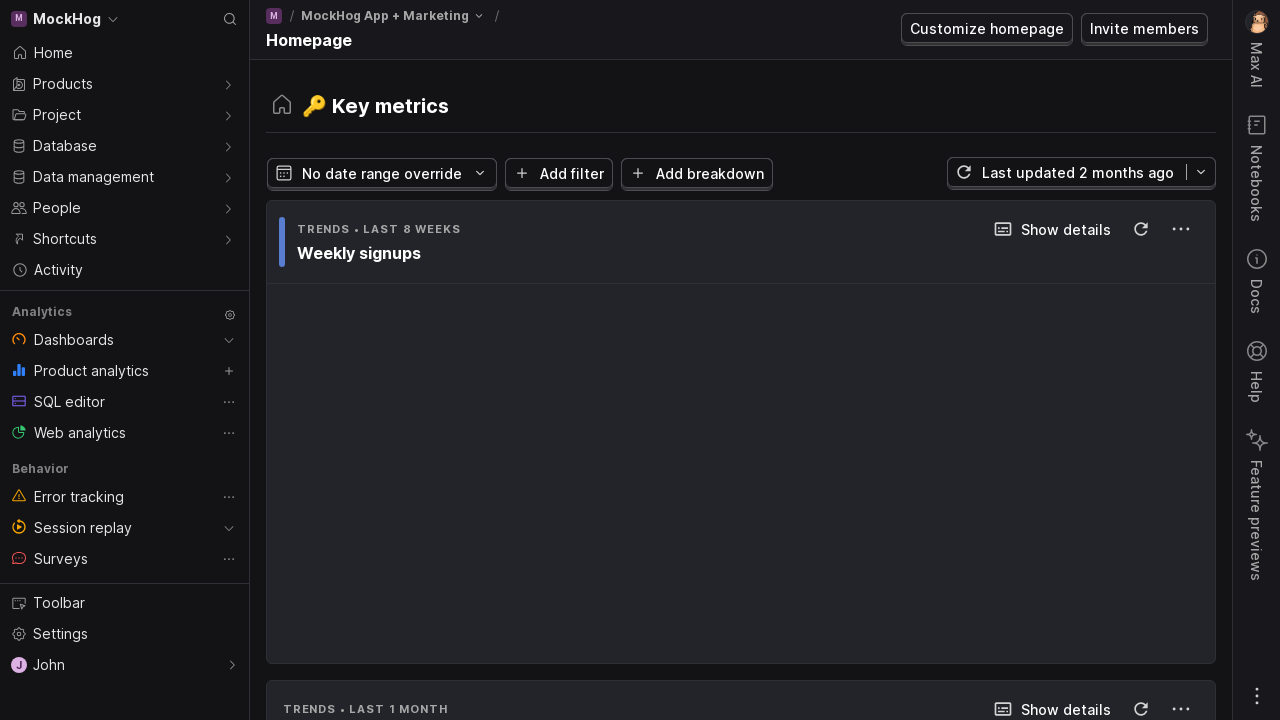 M MockHog
Home
Products
Project
Database
Data management
People
Shortcuts
Activity
Analytics
Dashboards
Product analytics
SQL editor
Web analytics
Behavior
Error tracking
Session replay
Surveys
Toolbar
Settings
J John
M / MockHog App + Marketing /
Homepage
Customize homepage
Invite members
🔑 Key metrics
No date range override
Add filter
Add breakdown
Last updated 2 months ago
TRENDS • LAST 8 WEEKS
Show details
Weekly signups
TRENDS • LAST 1 MONTH
Show details
Max AI
Notebooks
Docs
Help
Feature previews